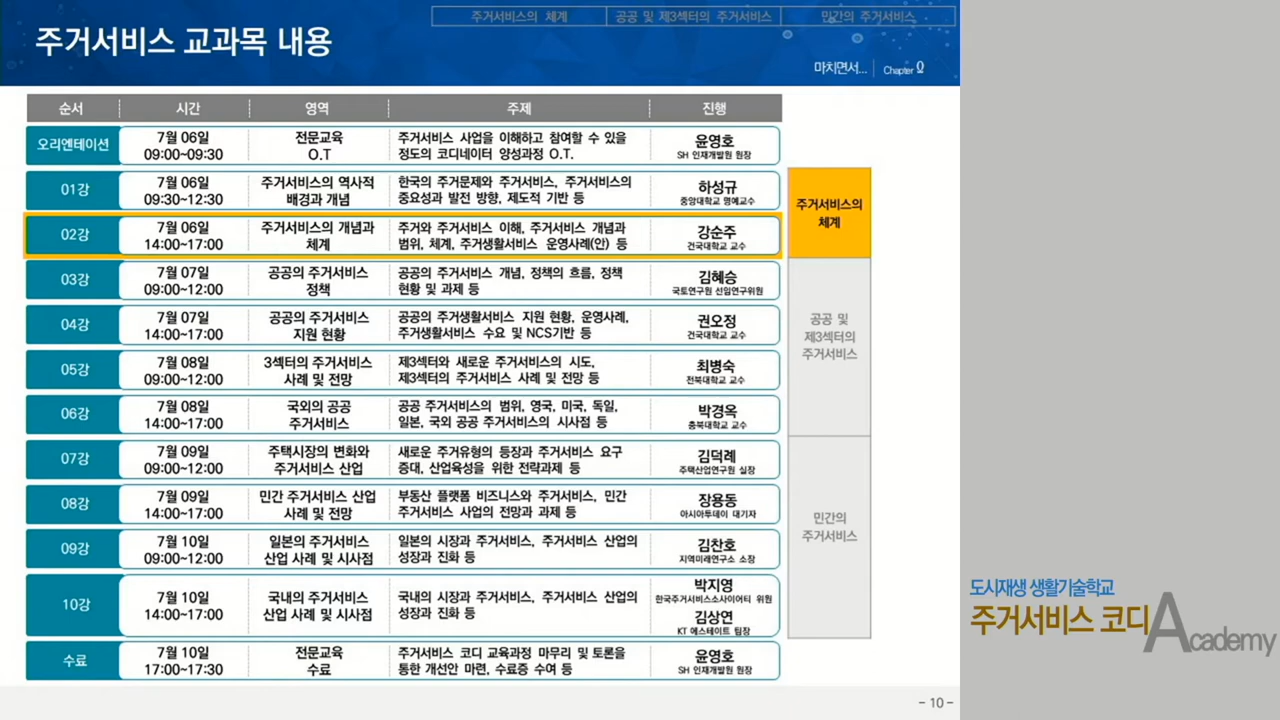 주거서비스의 체계
공공 및 제3섹터의 주거서비스
민간의 주거서비스
주거서비스 교과목 내용
마치면서...
Chapter 0
순서 시간 영역 주제 진행
오리엔테이션
7월 06일
09:00~09:30
전문교육
O.T
주거서비스 사업을 이해하고 참여할 수 있을
정도의 코디네이터 양성과정 O.T.
윤영호
SH 인재개발원 원장
01강
7월 06일
09:30~12:30
주거서비스의 역사적
배경과 개념
한국의 주거문제와 주거서비스, 주거서비스의
중요성과 발전 방향, 제도적 기반 등
하성규
중앙대학교 명예교수
02강
7월 06일
14:00~17:00
주거서비스의 개념과
체계
주거와 주거서비스 이해, 주거서비스 개념과
범위, 체계, 주거생활서비스 운영사례(안) 등
강순주
건국대학교 교수
03강
7월 07일
09:00~12:00
공공의 주거서비스
정책
공공의 주거서비스 개념, 정책의 흐름, 정책
현황 및 과제 등
김혜승
국토연구원 선임연구위원
04강
7월 07일
14:00~17:00
공공의 주거서비스
지원 현황
공공의 주거생활서비스 지원 현황, 운영사례,
주거생활서비스 수요 및 NCS기반 등
권오정
건국대학교 교수
05강
7월 08일
09:00~12:00
3섹터의 주거서비스
사례 및 전망
제3섹터와 새로운 주거서비스의 시도,
제3섹터의 주거서비스 사례 및 전망 등
최병숙
전북대학교 교수
06강
7월 08일
14:00~17:00
국외의 공공
주거서비스
공공 주거서비스의 범위, 영국, 미국, 독일,
일본, 국외 공공 주거서비스의 시사점 등
박경옥
충북대학교 교수
07강
7월 09일
09:00~12:00
주택시장의 변화와
주거서비스 산업
새로운 주거유형의 등장과 주거서비스 요구
증대, 산업육성을 위한 전략과제 등
김덕례
주택산업연구원 실장
08강
7월 09일
14:00~17:00
민간 주거서비스 산업
사례 및 전망
부동산 플랫폼 비즈니스와 주거서비스, 민간
주거서비스 사업의 전망과 과제 등
장용동
아시아투데이 대기자
09강
7월 10일
09:00~12:00
일본의 주거서비스
산업 사례 및 시사점
일본의 시장과 주거서비스, 주거서비스 산업의
성장과 진화 등
김찬호
지역미래연구소 소장
10강
7월 10일
14:00~17:00
국내의 주거서비스
산업 사례 및 시사점
국내의 시장과 주거서비스, 주거서비스 산업의
성장과 진화 등
박지영
한국주거서비스소사이어티 위원
김상연
KT 에스테이트 팀장
수료
7월 10일
17:00~17:30
전문교육
수료
주거서비스 코디 교육과정 마무리 및 토론을
통한 개선안 마련, 수료증 수여 등
윤영호
SH 인재개발원 원장
주거서비스의
체계
공공 및
제3섹터의
주거서비스
민간의
주거서비스
도시재생 생활기술학교
주거서비스 코디 Academy
- 10 -